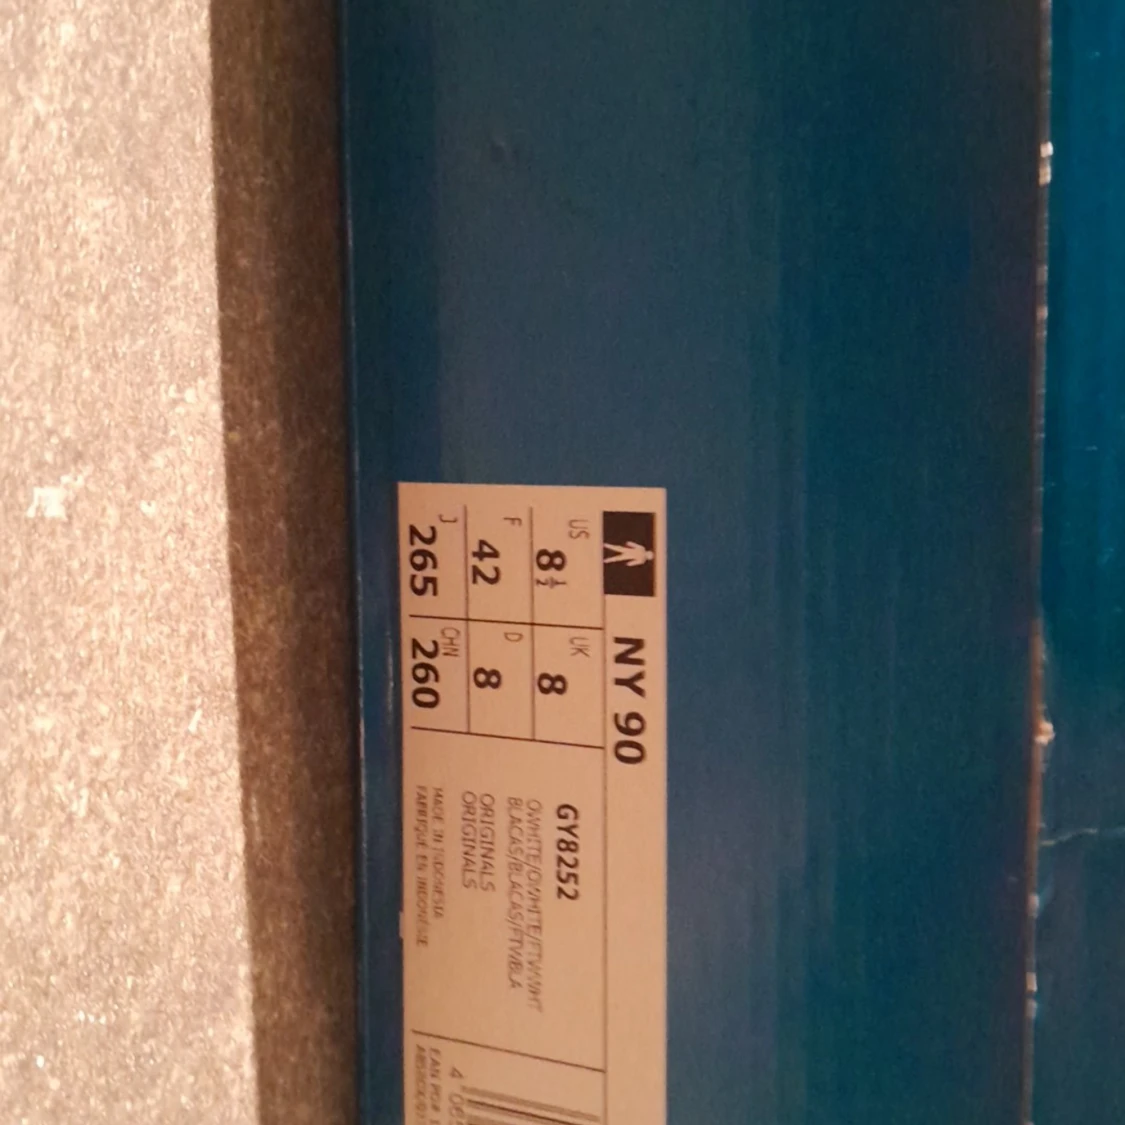 NY 90
US 8½ UK 8
F 42 D 8
J 265 CHN 260
GY8252
OWHITE/OWHITE/FTWWHT
BLACAS/BLACAS/FTWBLA
ORIGINALS
ORIGINALS
MADE IN INDONESIA
FABRIQUÉ EN INDONÉSIE
4